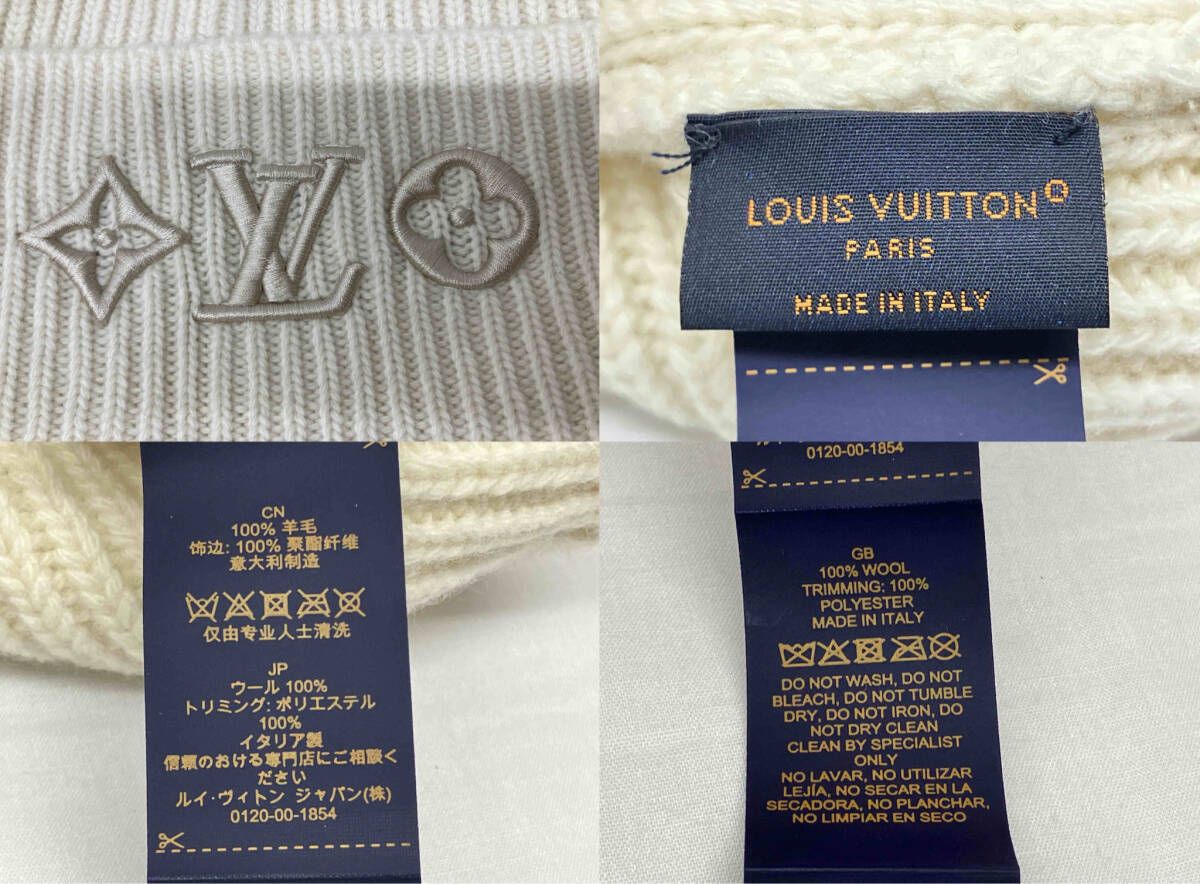 LV
LOUIS VUITTON®
PARIS
MADE IN ITALY
CN
100% 羊毛
饰边: 100% 聚酯纤维
意大利制造
仅由专业人士清洗
JP
ウール 100%
トリミング: ポリエステル
100%
イタリア製
信頼のおける専門店にご相談く
ださい
ルイ・ヴィトン ジャパン(株)
0120-00-1854
0120-00-1854
GB
100% WOOL
TRIMMING: 100%
POLYESTER
MADE IN ITALY
DO NOT WASH, DO NOT
BLEACH, DO NOT TUMBLE
DRY, DO NOT IRON, DO
NOT DRY CLEAN
CLEAN BY SPECIALIST
ONLY
NO LAVAR, NO UTILIZAR
LEJÍA, NO SECAR EN LA
SECADORA, NO PLANCHAR,
NO LIMPIAR EN SECO